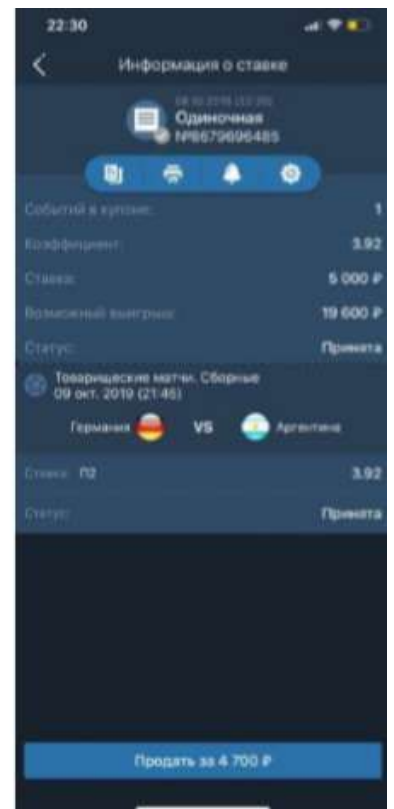 22:30
Информация о ставке
Одиночная
№8679696485
Событий в купоне: 1
Коэффициент: 3.92
Ставка: 5 000 ₽
Возможный выигрыш: 19 600 ₽
Статус: Принята
Товарищеские матчи. Сборные
09 окт. 2019 (21:45)
Германия VS Аргентина
Ставка: П2 3.92
Статус: Принята
Продать за 4 700 ₽